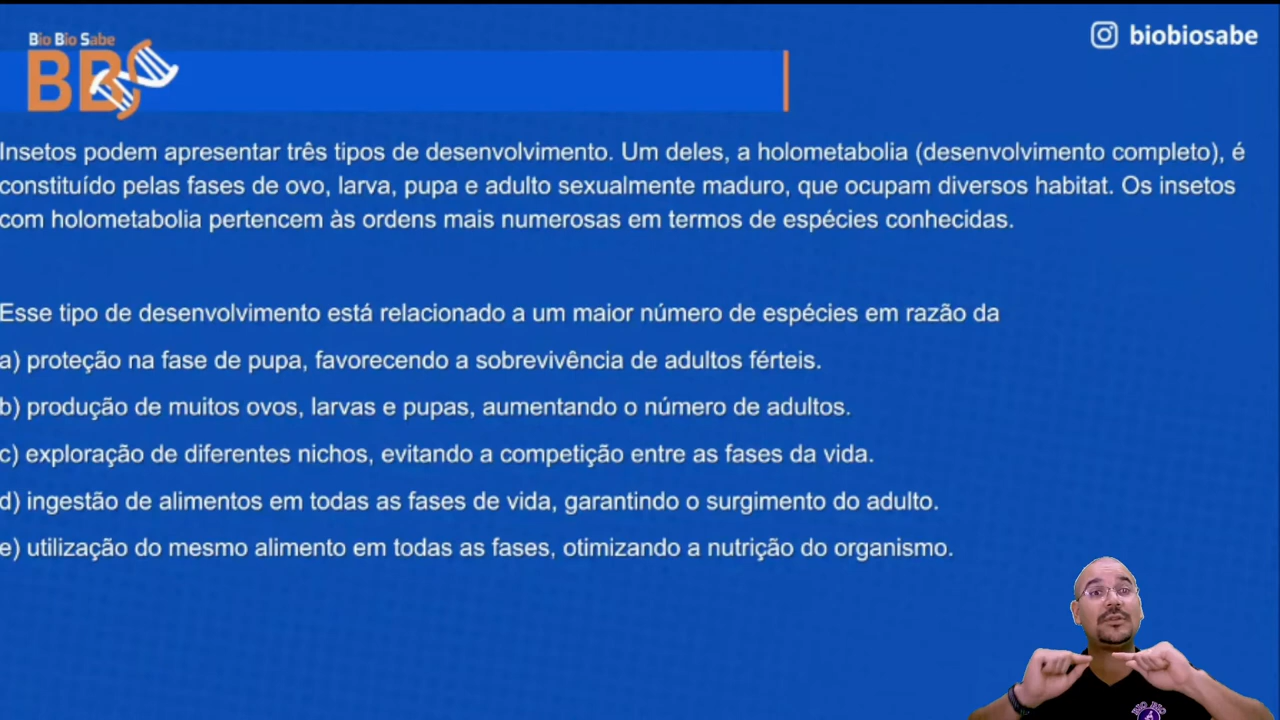 Bio Bio Sabe
BBS
biobiosabe
Insetos podem apresentar três tipos de desenvolvimento. Um deles, a holometabolia (desenvolvimento completo), é
constituído pelas fases de ovo, larva, pupa e adulto sexualmente maduro, que ocupam diversos habitat. Os insetos
com holometabolia pertencem às ordens mais numerosas em termos de espécies conhecidas.
Esse tipo de desenvolvimento está relacionado a um maior número de espécies em razão da
a) proteção na fase de pupa, favorecendo a sobrevivência de adultos férteis.
b) produção de muitos ovos, larvas e pupas, aumentando o número de adultos.
c) exploração de diferentes nichos, evitando a competição entre as fases da vida.
d) ingestão de alimentos em todas as fases de vida, garantindo o surgimento do adulto.
e) utilização do mesmo alimento em todas as fases, otimizando a nutrição do organismo.
BIO BIO